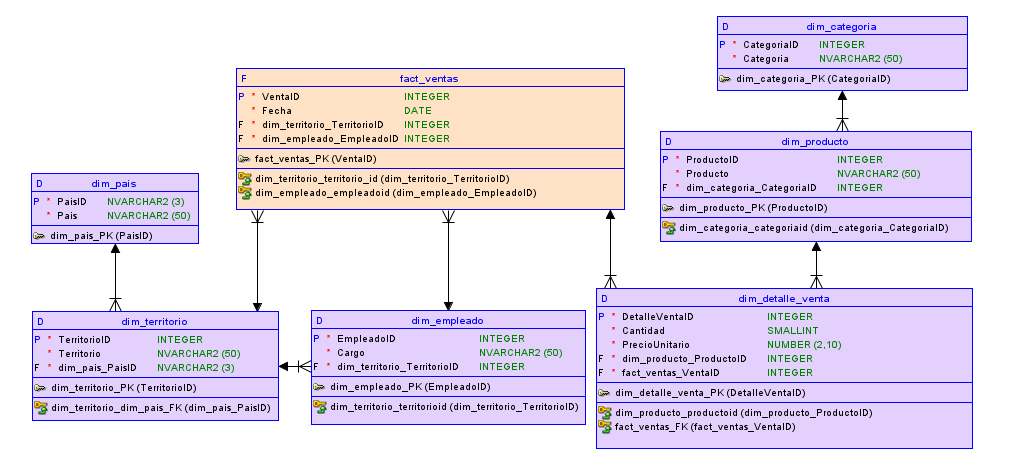 D dim_categoria
P * CategoriaID INTEGER
* Categoria NVARCHAR2 (50)
dim_categoria_PK (CategoriaID)
F fact_ventas
P * VentaID INTEGER
* Fecha DATE
F * dim_territorio_TerritorioID INTEGER
F * dim_empleado_EmpleadoID INTEGER
fact_ventas_PK (VentaID)
dim_territorio_territorio_id (dim_territorio_TerritorioID)
dim_empleado_empleadoid (dim_empleado_EmpleadoID)
D dim_producto
P * ProductoID INTEGER
* Producto NVARCHAR2 (50)
F * dim_categoria_CategoriaID INTEGER
dim_producto_PK (ProductoID)
dim_categoria_categoriaid (dim_categoria_CategoriaID)
D dim_pais
P * PaisID NVARCHAR2 (3)
* Pais NVARCHAR2 (50)
dim_pais_PK (PaisID)
D dim_territorio
P * TerritorioID INTEGER
* Territorio NVARCHAR2 (50)
F * dim_pais_PaisID NVARCHAR2 (3)
dim_territorio_PK (TerritorioID)
dim_territorio_dim_pais_FK (dim_pais_PaisID)
D dim_empleado
P * EmpleadoID INTEGER
* Cargo NVARCHAR2 (50)
F * dim_territorio_TerritorioID INTEGER
dim_empleado_PK (EmpleadoID)
dim_territorio_territorioid (dim_territorio_TerritorioID)
D dim_detalle_venta
P * DetalleVentaID INTEGER
* Cantidad SMALLINT
* PrecioUnitario NUMBER (2,10)
F * dim_producto_ProductoID INTEGER
F * fact_ventas_VentaID INTEGER
dim_detalle_venta_PK (DetalleVentaID)
dim_producto_productoid (dim_producto_ProductoID)
fact_ventas_FK (fact_ventas_VentaID)